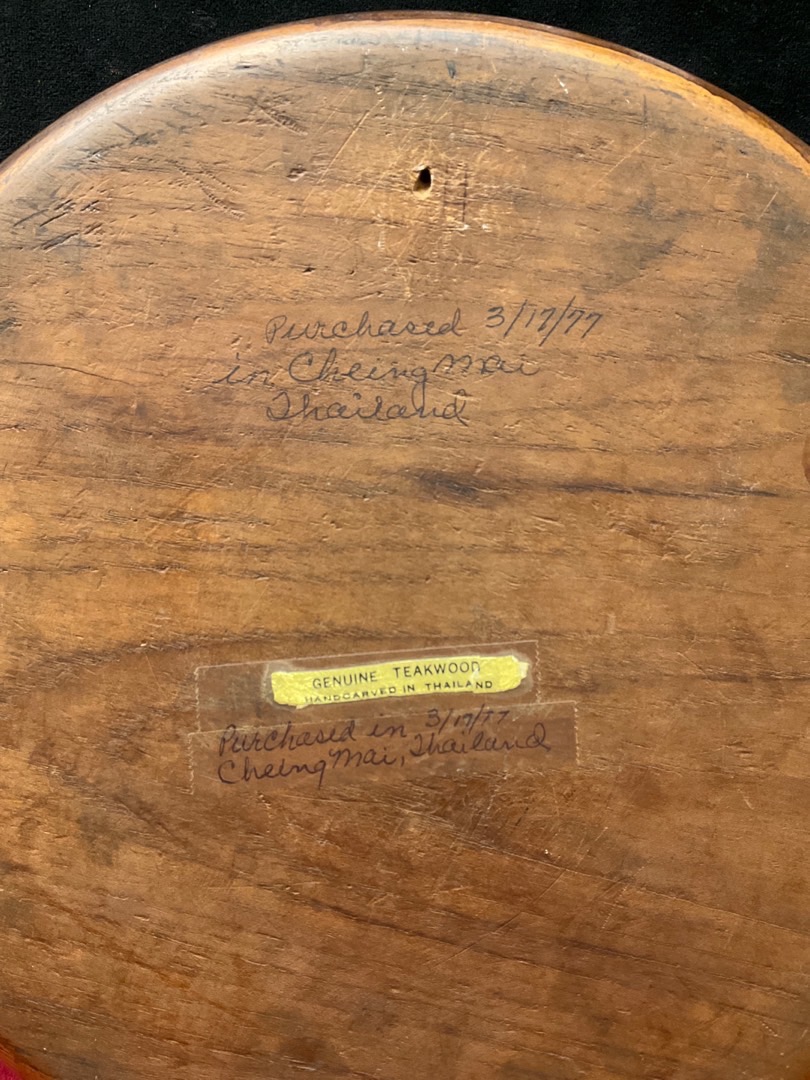 Purchased 3/17/77
in Cheing Mai
Thailand
GENUINE TEAKWOOD
HANDCARVED IN THAILAND
Purchased in 3/17/77
Cheing Mai, Thailand